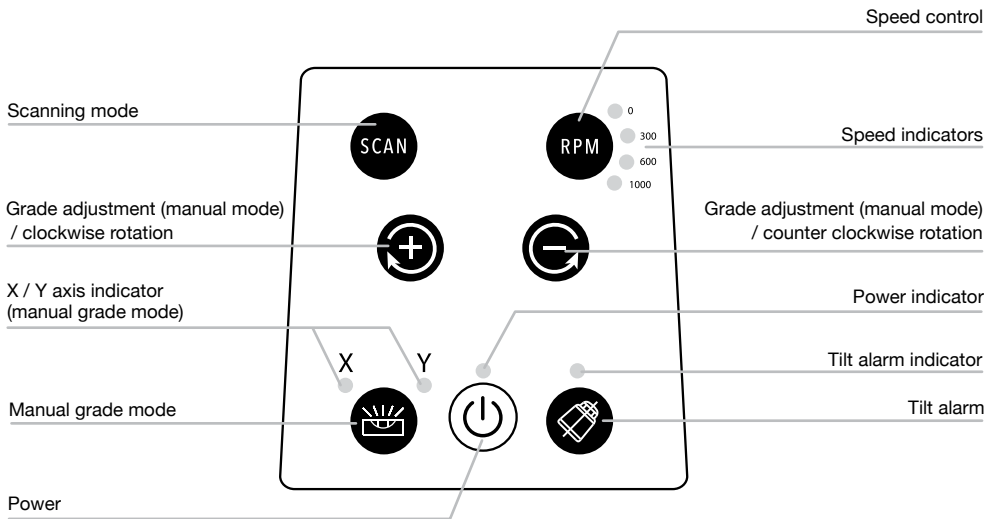 Speed control
Scanning mode
SCAN
RPM
0
300
600
1000
Speed indicators
Grade adjustment (manual mode)
/ clockwise rotation
Grade adjustment (manual mode)
/ counter clockwise rotation
X / Y axis indicator
(manual grade mode)
Power indicator
X
Y
Tilt alarm indicator
Manual grade mode
Tilt alarm
Power